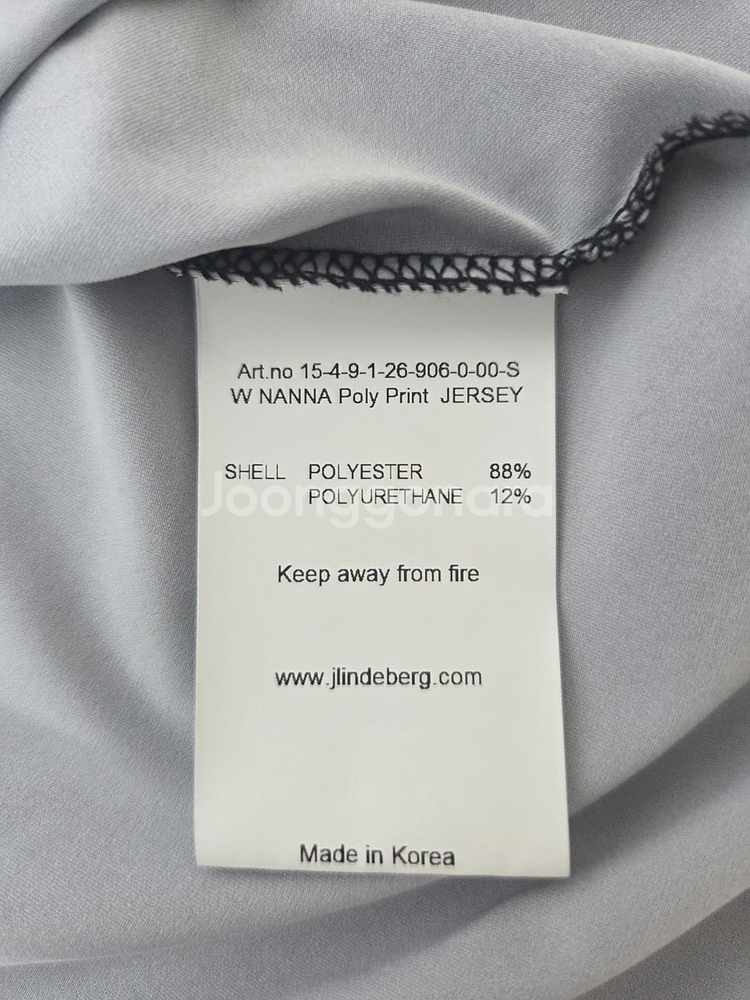 Art.no 15-4-9-1-26-906-0-00-S
W NANNA Poly Print JERSEY
SHELL POLYESTER 88%
POLYURETHANE 12%
Joonggonara
Keep away from fire
www.jlindeberg.com
Made in Korea